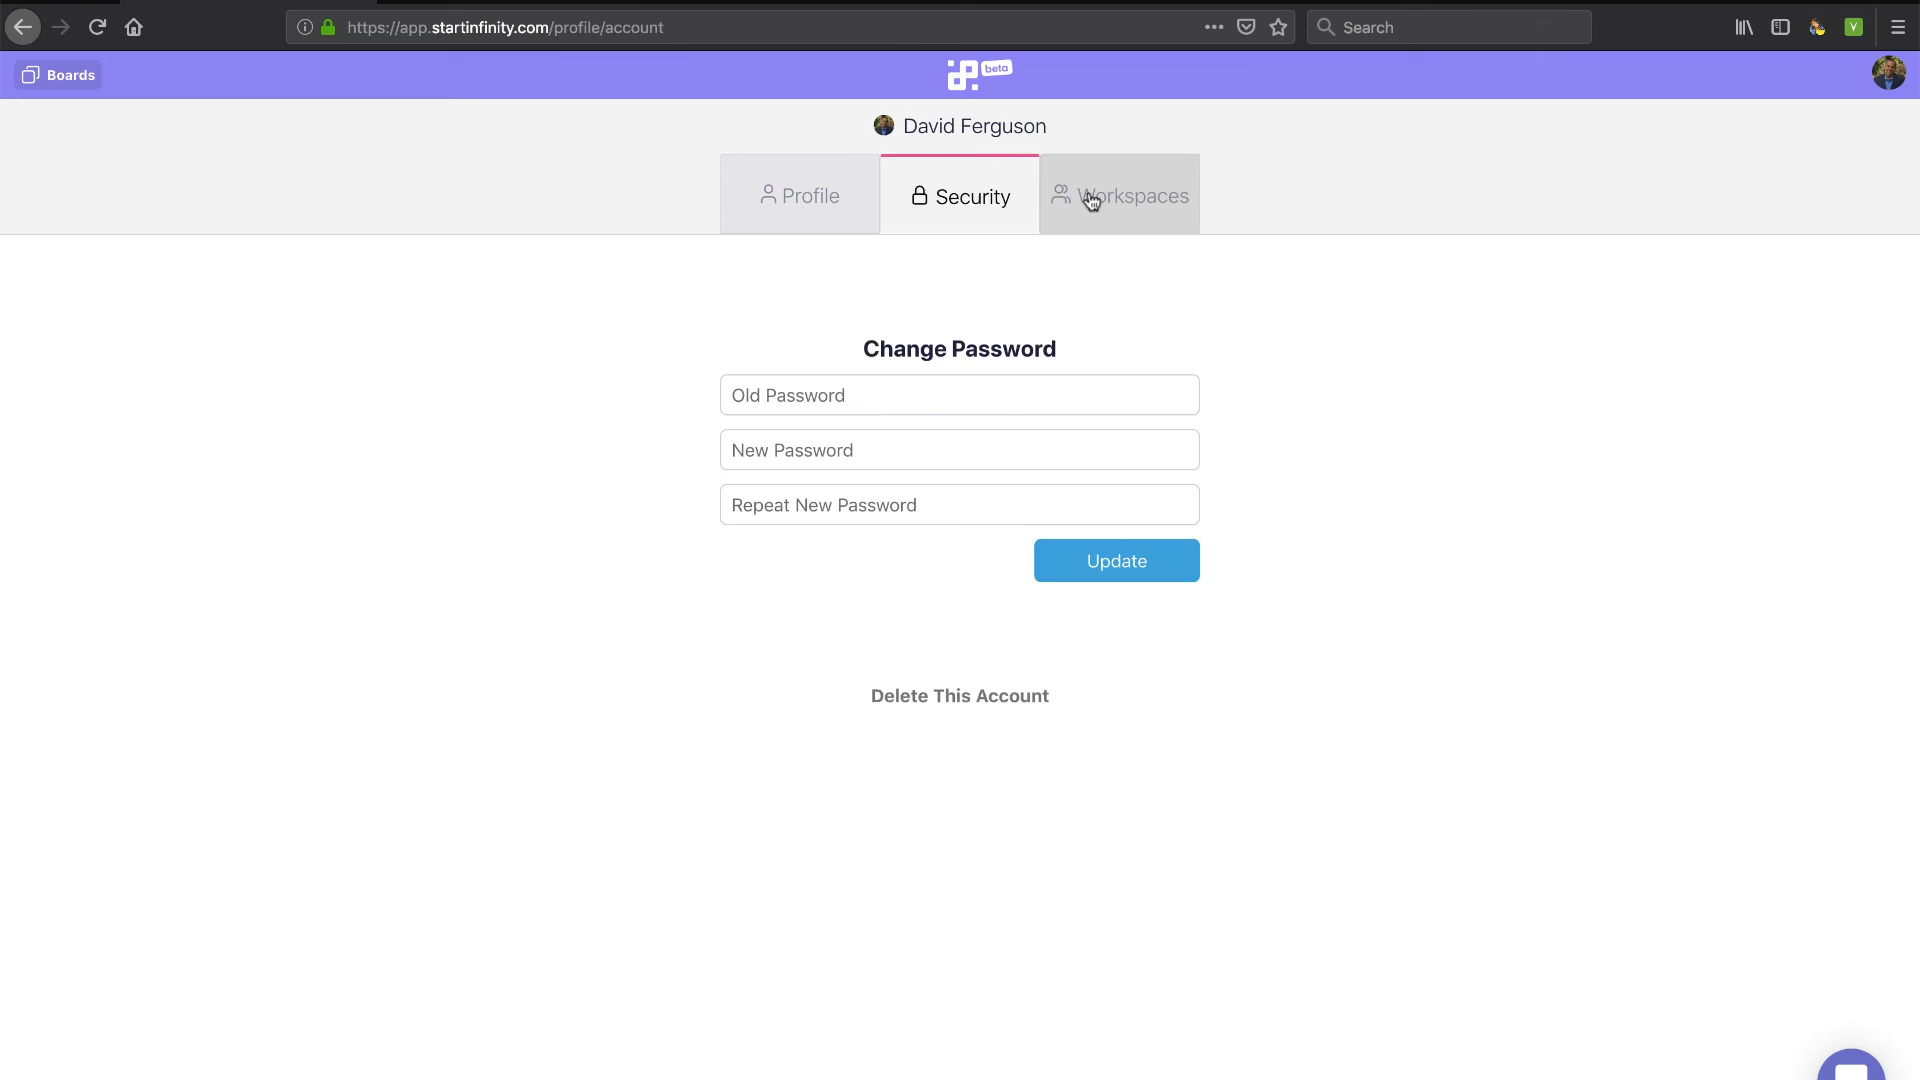 https://app.startinfinity.com/profile/account
Search
Boards
beta
David Ferguson
Profile
Security
Workspaces
Change Password
Old Password
New Password
Repeat New Password
Update
Delete This Account